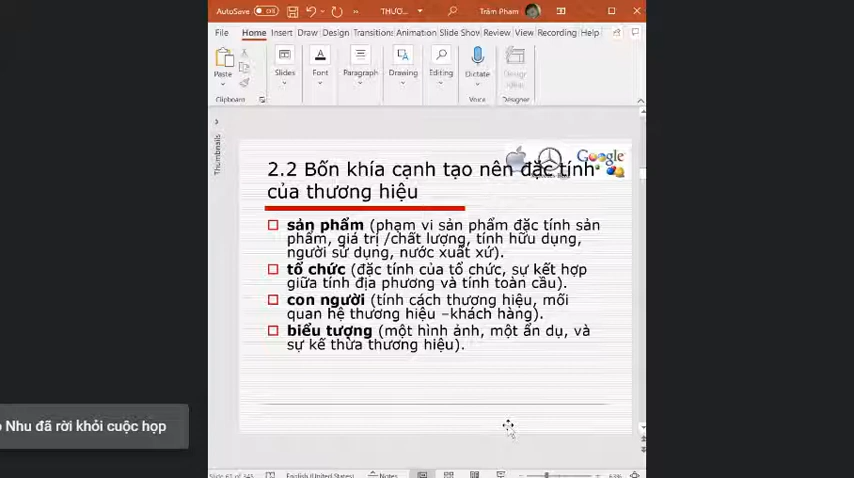 AutoSave Off THƯƠ... Trâm Phạm
File Home Insert Draw Design Transitions Animation Slide Show Review View Recording Help
Paste Slides Font Paragraph Drawing Editing Dictate Design Ideas
Clipboard Voice Designer
Thumbnails
Google
2.2 Bốn khía cạnh tạo nên đặc tính
của thương hiệu
sản phẩm (phạm vi sản phẩm đặc tính sản
phẩm, giá trị /chất lượng, tính hữu dụng,
người sử dụng, nước xuất xứ).
tổ chức (đặc tính của tổ chức, sự kết hợp
giữa tính địa phương và tính toàn cầu).
con người (tính cách thương hiệu, mối
quan hệ thương hiệu –khách hàng).
biểu tượng (một hình ảnh, một ẩn dụ, và
sự kế thừa thương hiệu).
Nhu đã rời khỏi cuộc họp
English (United States) Notes 63%